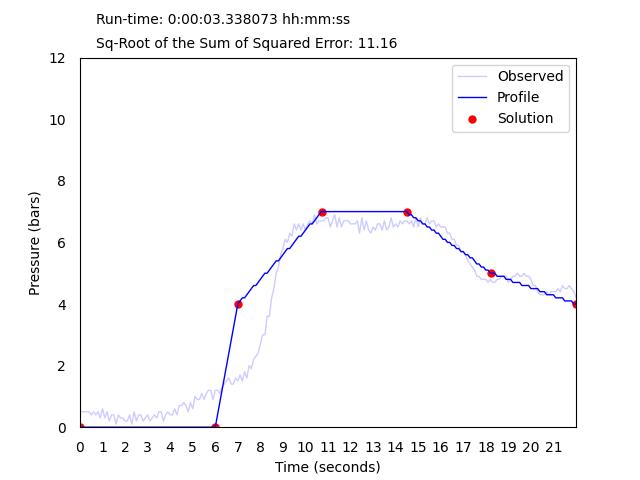 Run-time: 0:00:03.338073 hh:mm:ss
Sq-Root of the Sum of Squared Error: 11.16
12
Observed
Profile
Solution
10
8
Pressure (bars)
6
4
2
0
0 1 2 3 4 5 6 7 8 9 10 11 12 13 14 15 16 17 18 19 20 21
Time (seconds)